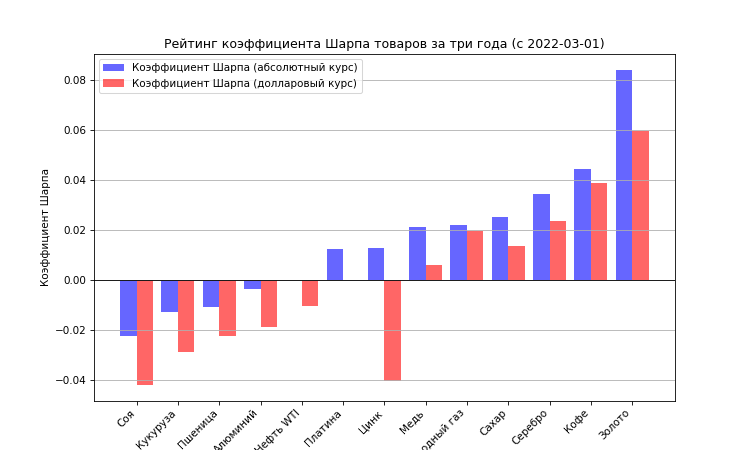 Рейтинг коэффициента Шарпа товаров за три года (с 2022-03-01)
Коэффициент Шарпа (абсолютный курс)
Коэффициент Шарпа (долларовый курс)
Коэффициент Шарпа
0.08
0.06
0.04
0.02
0.00
−0.02
−0.04
Соя
Кукуруза
Пшеница
Алюминий
Нефть WTI
Платина
Цинк
Медь
одный газ
Сахар
Серебро
Кофе
Золото